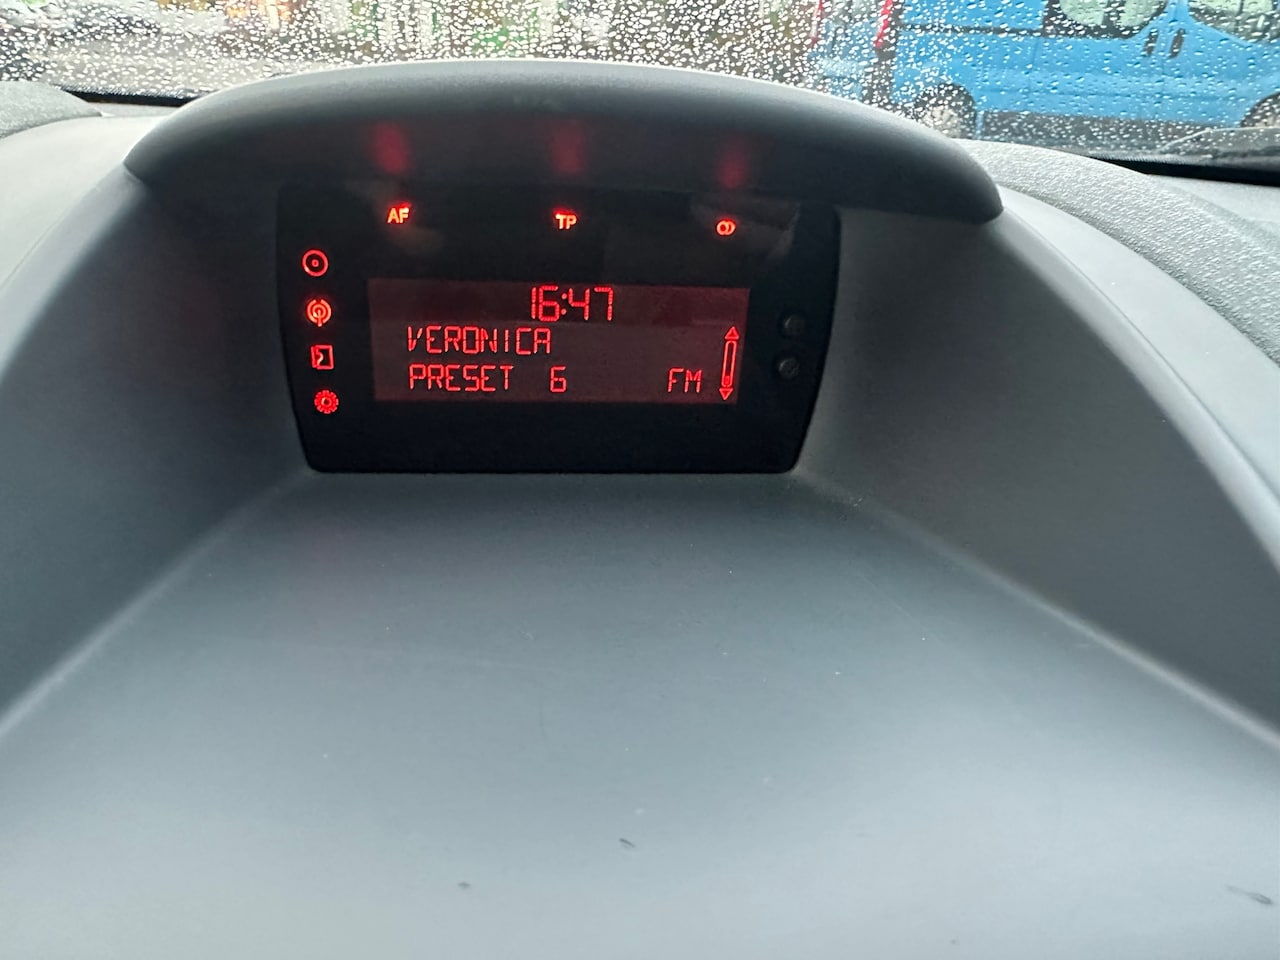 AF TP
16:47
VERONICA
PRESET 6 FM